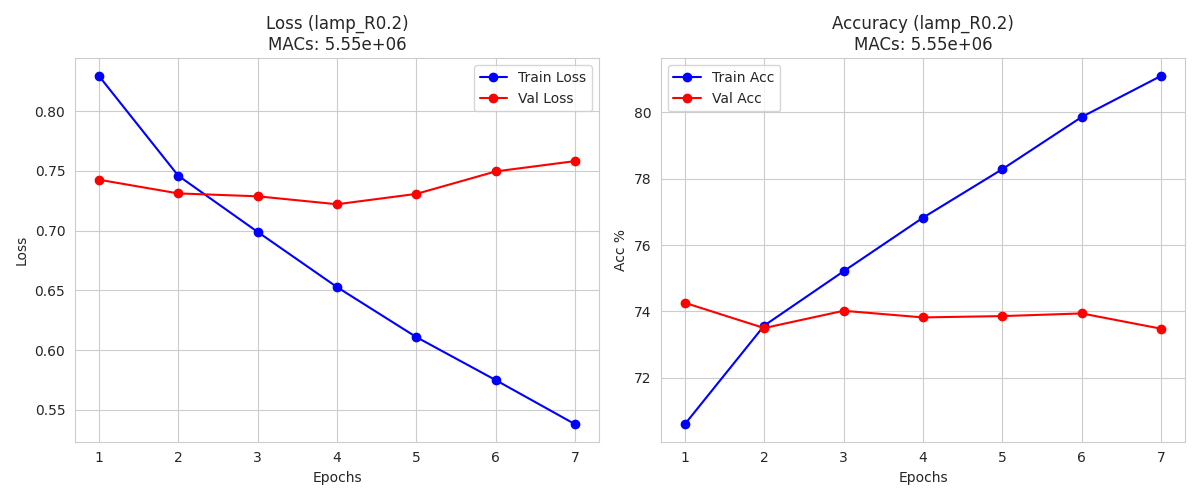 Loss (lamp_R0.2)
MACs: 5.55e+06
Train Loss
Val Loss
0.80
0.75
0.70
0.65
0.60
0.55
Loss
1 2 3 4 5 6 7
Epochs
Accuracy (lamp_R0.2)
MACs: 5.55e+06
Train Acc
Val Acc
80
78
76
74
72
Acc %
1 2 3 4 5 6 7
Epochs